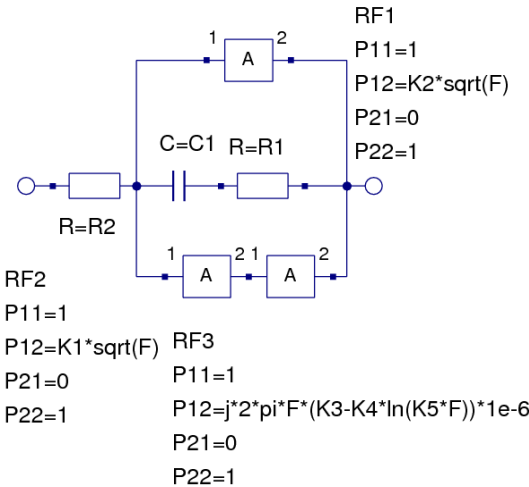 RF1
P11=1
P12=K2*sqrt(F)
P21=0
P22=1
1 A 2
C=C1 R=R1
R=R2
1 A 2 1 A 2
RF2
P11=1
P12=K1*sqrt(F)
P21=0
P22=1
RF3
P11=1
P12=j*2*pi*F*(K3-K4*ln(K5*F))*1e-6
P21=0
P22=1